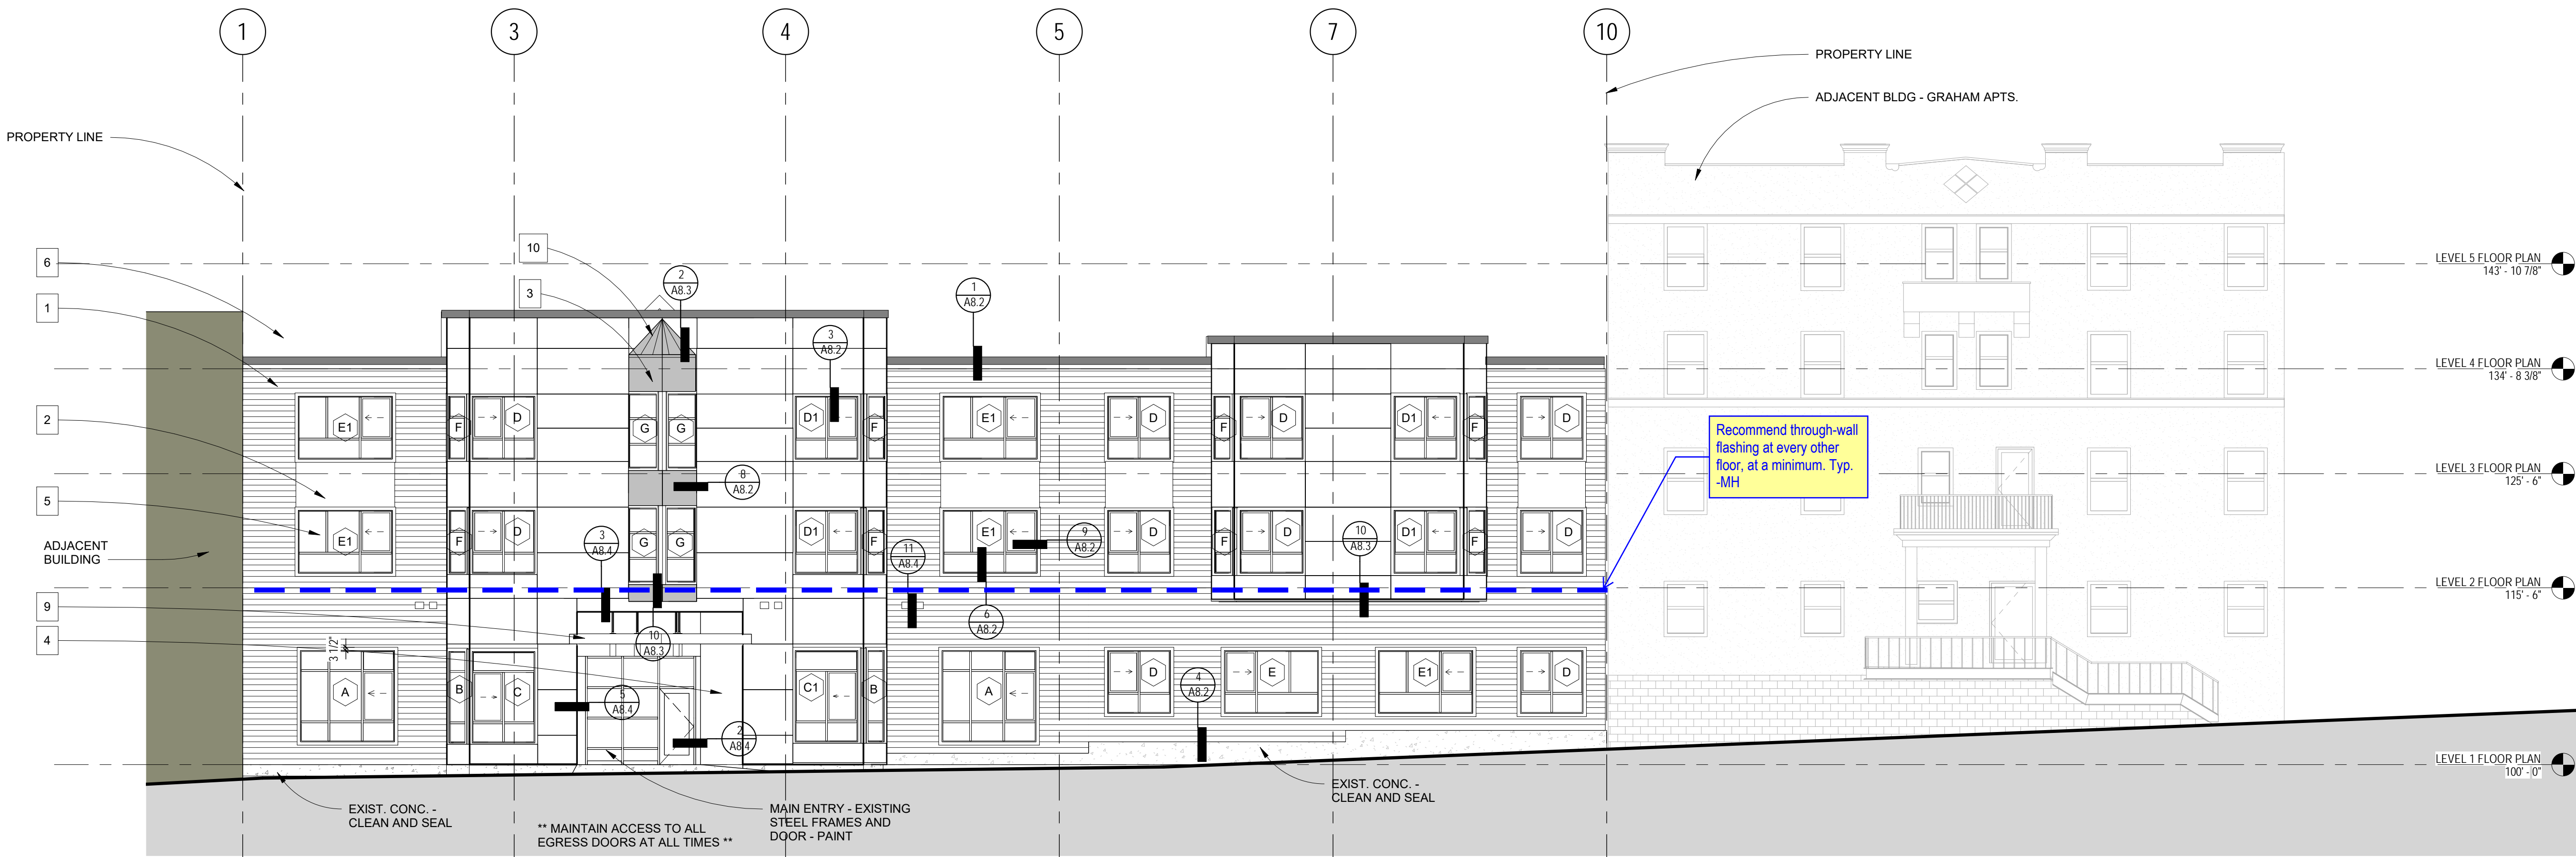 1
3
4
5
7
10
PROPERTY LINE
ADJACENT BLDG - GRAHAM APTS.
PROPERTY LINE
6
1
2
5
ADJACENT
BUILDING
9
4
10
3
2
A8.3
1
A8.2
3
A8.2
LEVEL 5 FLOOR PLAN
143' - 10 7/8"
LEVEL 4 FLOOR PLAN
134' - 8 3/8"
LEVEL 3 FLOOR PLAN
125' - 6"
LEVEL 2 FLOOR PLAN
115' - 6"
LEVEL 1 FLOOR PLAN
100' - 0"
E1
F
D
G
G
D1
F
E1
D
F
D
D1
F
D
Recommend through-wall
flashing at every other
floor, at a minimum. Typ.
-MH
8
A8.2
E1
F
D
G
G
D1
F
E1
D
F
D
D1
F
D
3
A8.4
11
A8.4
9
A8.2
10
A8.3
10
A8.3
6
A8.2
3 1/2"
A
B
C
C1
B
A
D
E
E1
D
5
A8.4
2
A8.4
4
A8.2
EXIST. CONC. -
CLEAN AND SEAL
** MAINTAIN ACCESS TO ALL
EGRESS DOORS AT ALL TIMES **
MAIN ENTRY - EXISTING
STEEL FRAMES AND
DOOR - PAINT
EXIST. CONC. -
CLEAN AND SEAL